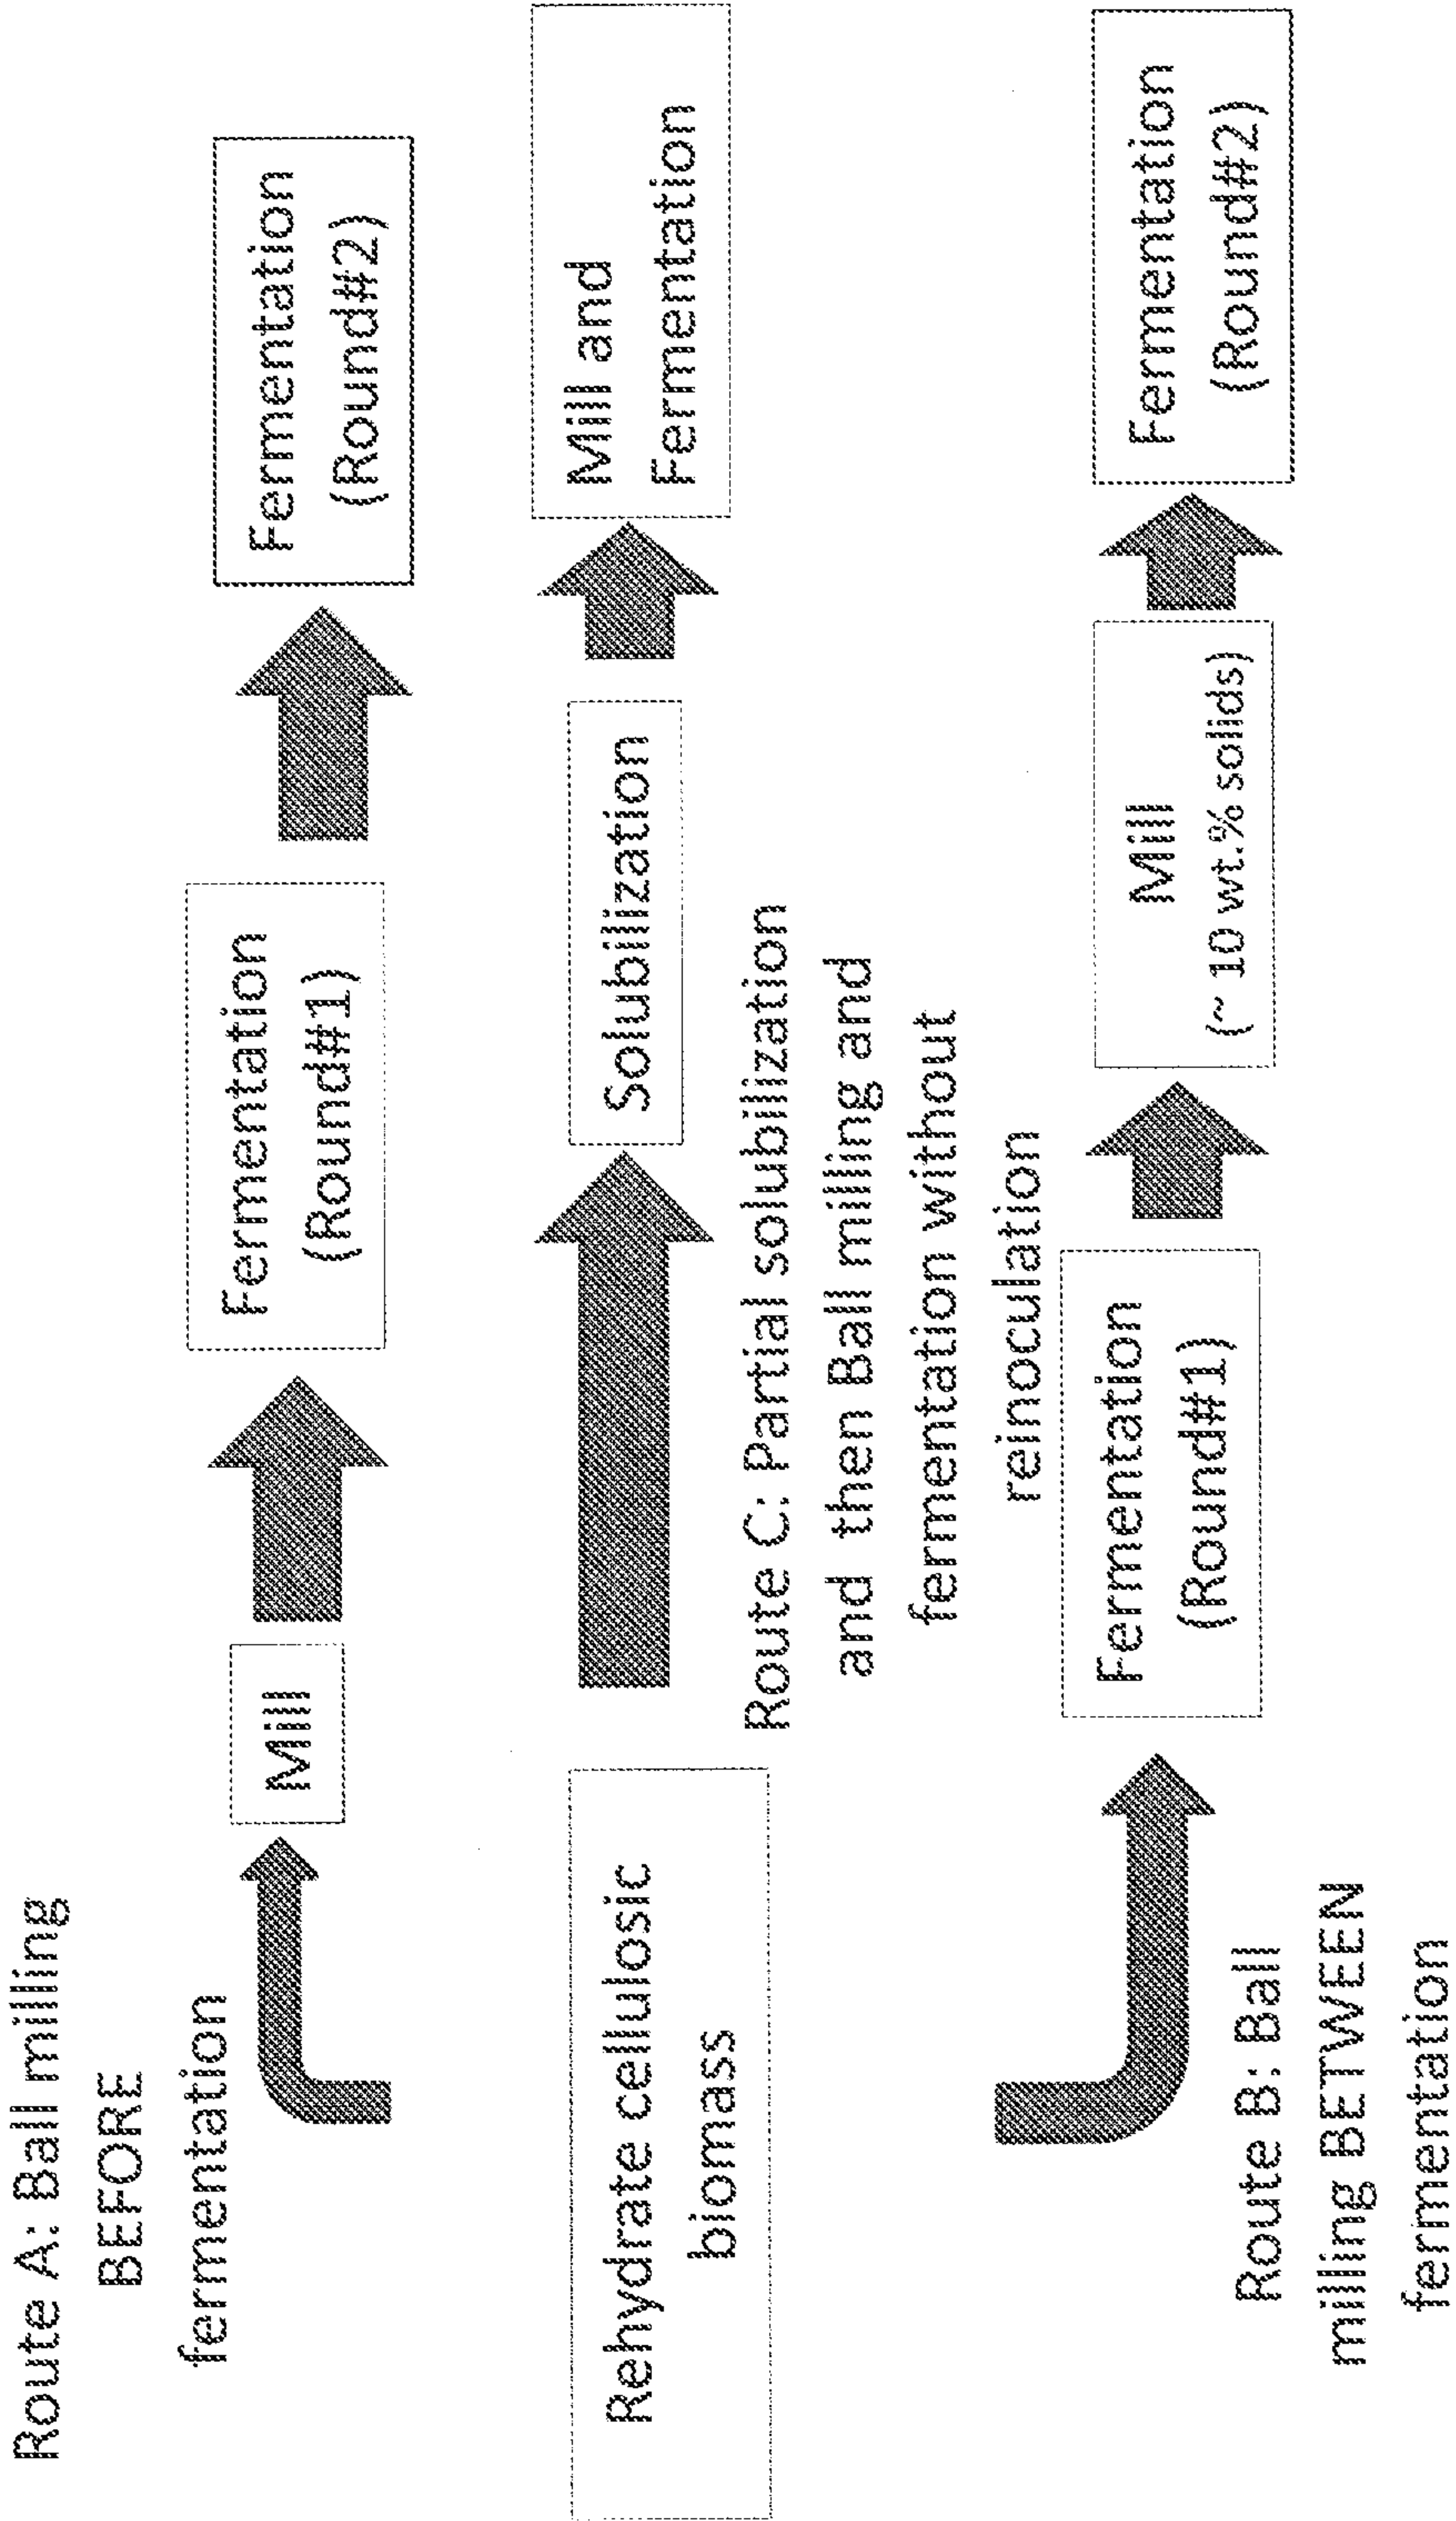 Route A: Ball milling
BEFORE
fermentation
Mill
Fermentation
(Round#1)
Fermentation
(Round#2)
Rehydrate cellulosic
biomass
Solubilization
Mill and
Fermentation
Route C: Partial solubilization
and then Ball milling and
fermentation without
reinoculation
Route B: Ball
milling BETWEEN
fermentation
Fermentation
(Round#1)
Mill
(~ 10 wt.% solids)
Fermentation
(Round#2)